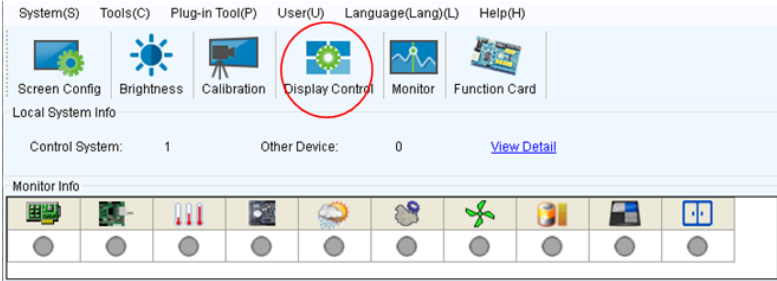 System(S) Tools(C) Plug-in Tool(P) User(U) Language(Lang)(L) Help(H)
Screen Config Brightness Calibration Display Control Monitor Function Card
Local System Info
Control System: 1 Other Device: 0 View Detail
Monitor Info